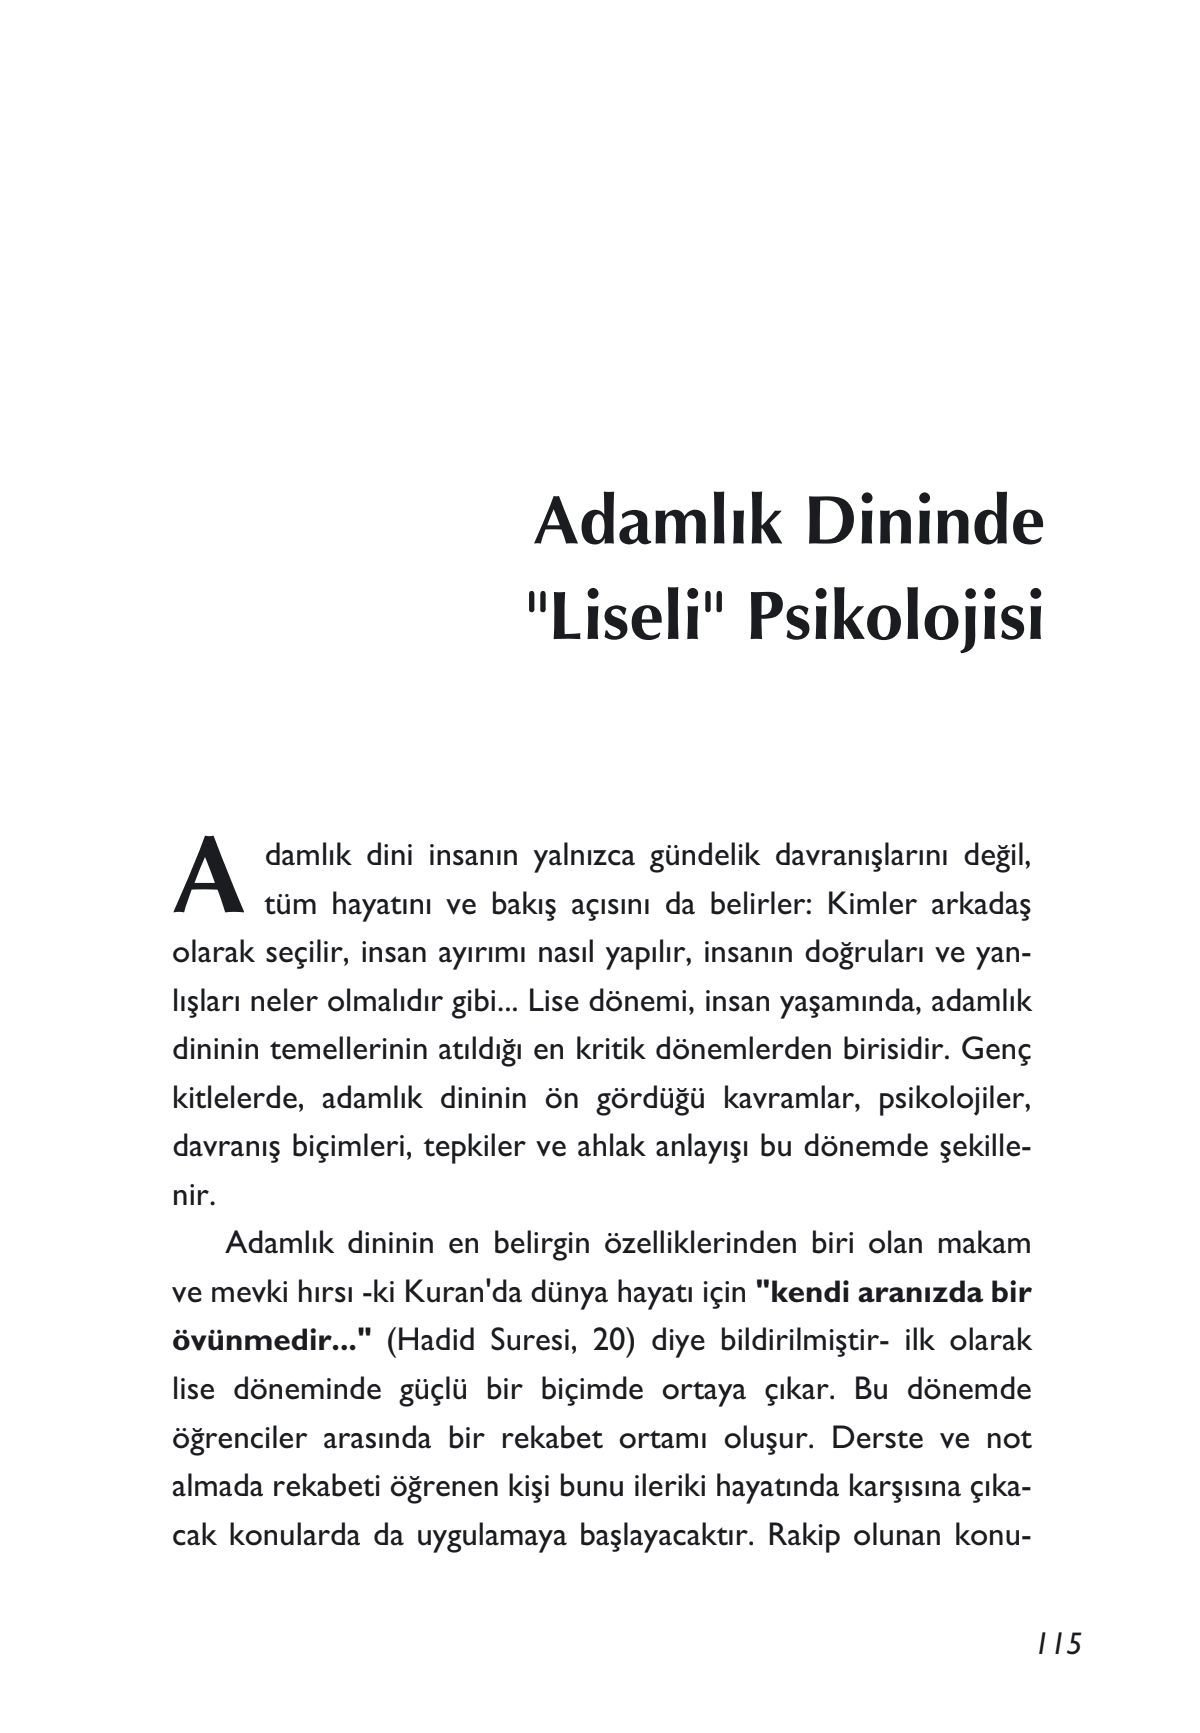 Adamlık Dininde
"Liseli" Psikolojisi
Adamlık dini insanın yalnızca gündelik davranışlarını değil,
tüm hayatını ve bakış açısını da belirler: Kimler arkadaş
olarak seçilir, insan ayırımı nasıl yapılır, insanın doğruları ve yan-
lışları neler olmalıdır gibi... Lise dönemi, insan yaşamında, adamlık
dininin temellerinin atıldığı en kritik dönemlerden birisidir. Genç
kitlelerde, adamlık dininin ön gördüğü kavramlar, psikolojiler,
davranış biçimleri, tepkiler ve ahlak anlayışı bu dönemde şekille-
nir.
Adamlık dininin en belirgin özelliklerinden biri olan makam
ve mevki hırsı -ki Kuran'da dünya hayatı için "kendi aranızda bir
övünmedir..." (Hadid Suresi, 20) diye bildirilmiştir- ilk olarak
lise döneminde güçlü bir biçimde ortaya çıkar. Bu dönemde
öğrenciler arasında bir rekabet ortamı oluşur. Derste ve not
almada rekabeti öğrenen kişi bunu ileriki hayatında karşısına çıka-
cak konularda da uygulamaya başlayacaktır. Rakip olunan konu-
115